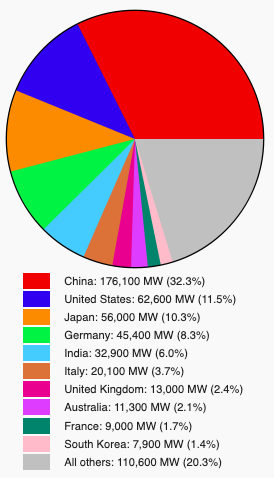 China: 176,100 MW (32.3%)
United States: 62,600 MW (11.5%)
Japan: 56,000 MW (10.3%)
Germany: 45,400 MW (8.3%)
India: 32,900 MW (6.0%)
Italy: 20,100 MW (3.7%)
United Kingdom: 13,000 MW (2.4%)
Australia: 11,300 MW (2.1%)
France: 9,000 MW (1.7%)
South Korea: 7,900 MW (1.4%)
All others: 110,600 MW (20.3%)